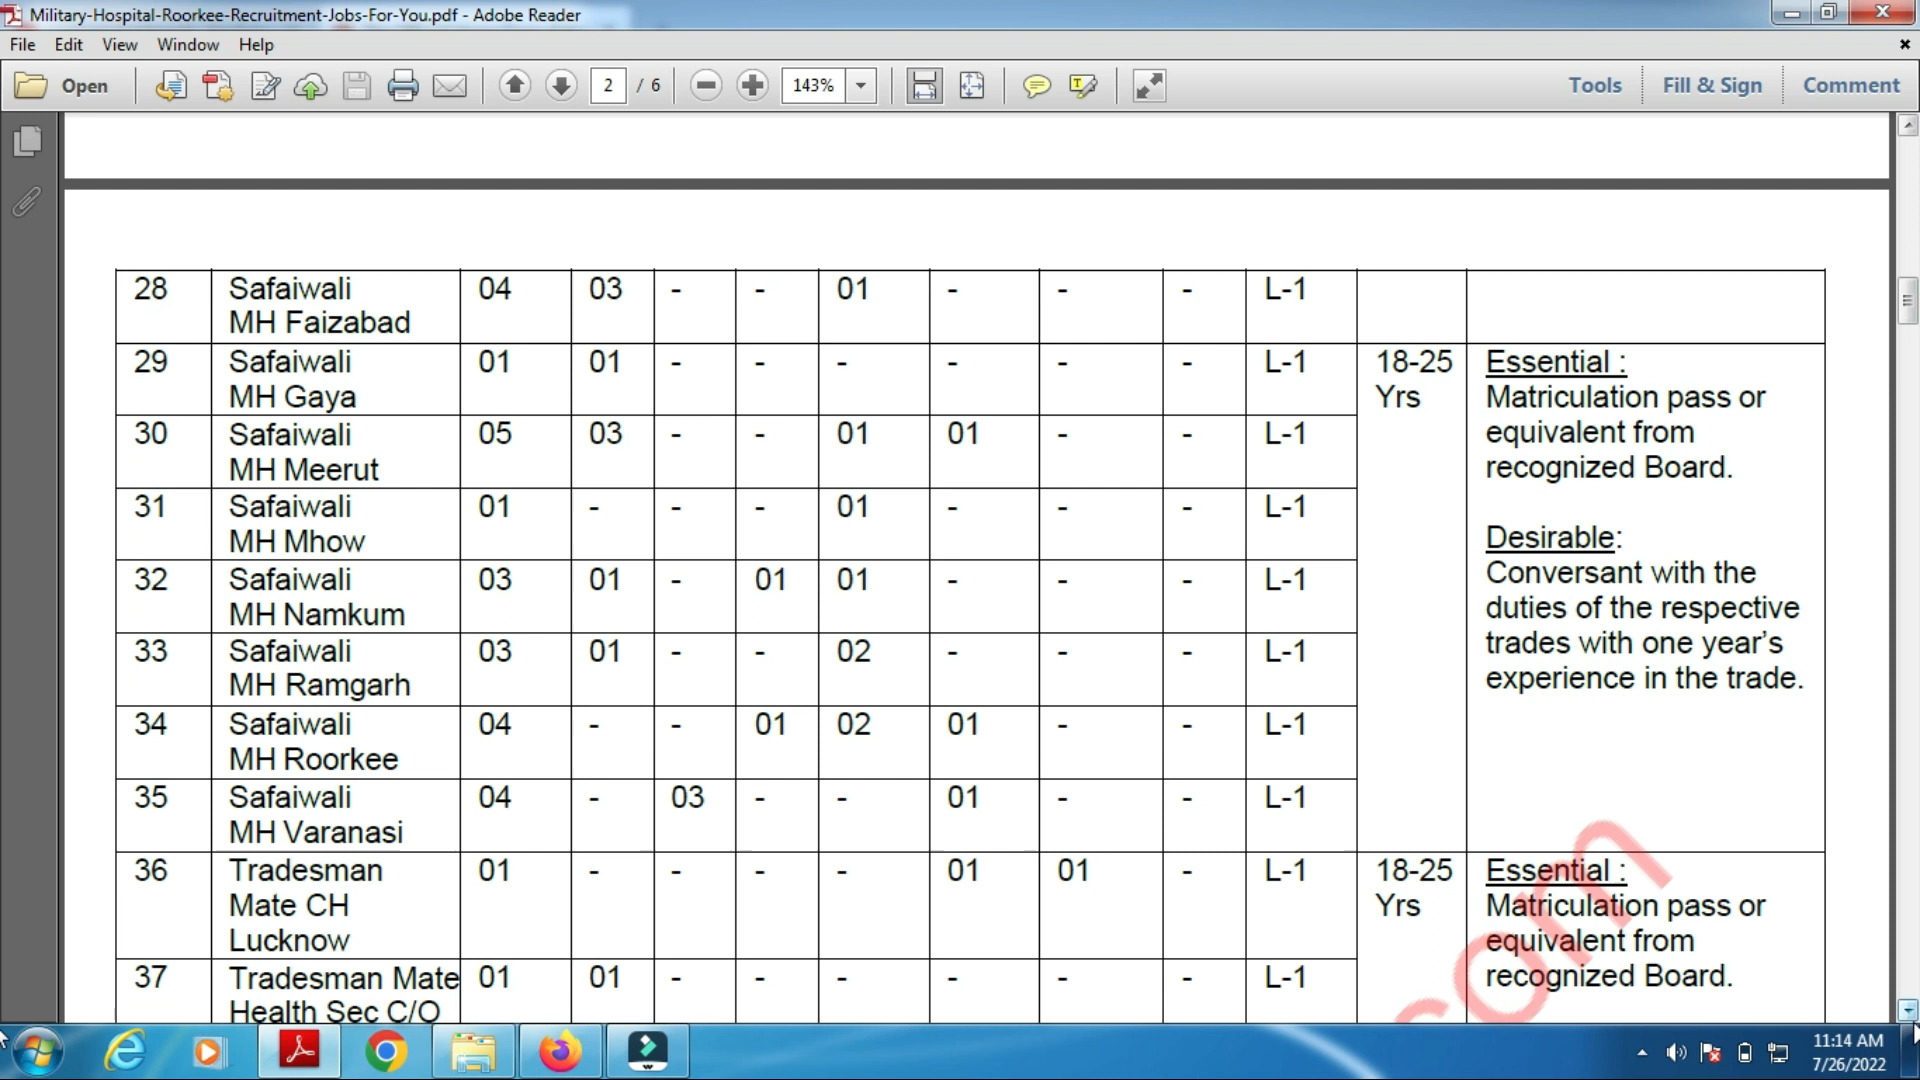 Military-Hospital-Roorkee-Recruitment-Jobs-For-You.pdf - Adobe Reader
File Edit View Window Help
Open 2 / 6 143% Tools Fill & Sign Comment
28 Safaiwali 04 03 - - 01 - - - L-1
MH Faizabad
29 Safaiwali 01 01 - - - - - - L-1 18-25 Essential :
MH Gaya Yrs Matriculation pass or
30 Safaiwali 05 03 - - 01 01 - - L-1 equivalent from
MH Meerut recognized Board.
31 Safaiwali 01 - - - 01 - - - L-1
MH Mhow Desirable:
32 Safaiwali 03 01 - 01 01 - - - L-1 Conversant with the
MH Namkum duties of the respective
33 Safaiwali 03 01 - - 02 - - - L-1 trades with one year's
MH Ramgarh experience in the trade.
34 Safaiwali 04 - - 01 02 01 - - L-1
MH Roorkee
35 Safaiwali 04 - 03 - - 01 - - L-1
MH Varanasi
36 Tradesman 01 - - - - 01 01 - L-1 18-25 Essential :
Mate CH Yrs Matriculation pass or
Lucknow equivalent from
37 Tradesman Mate 01 01 - - - - - - L-1 recognized Board.
Health Sec C/O
com
11:14 AM
7/26/2022